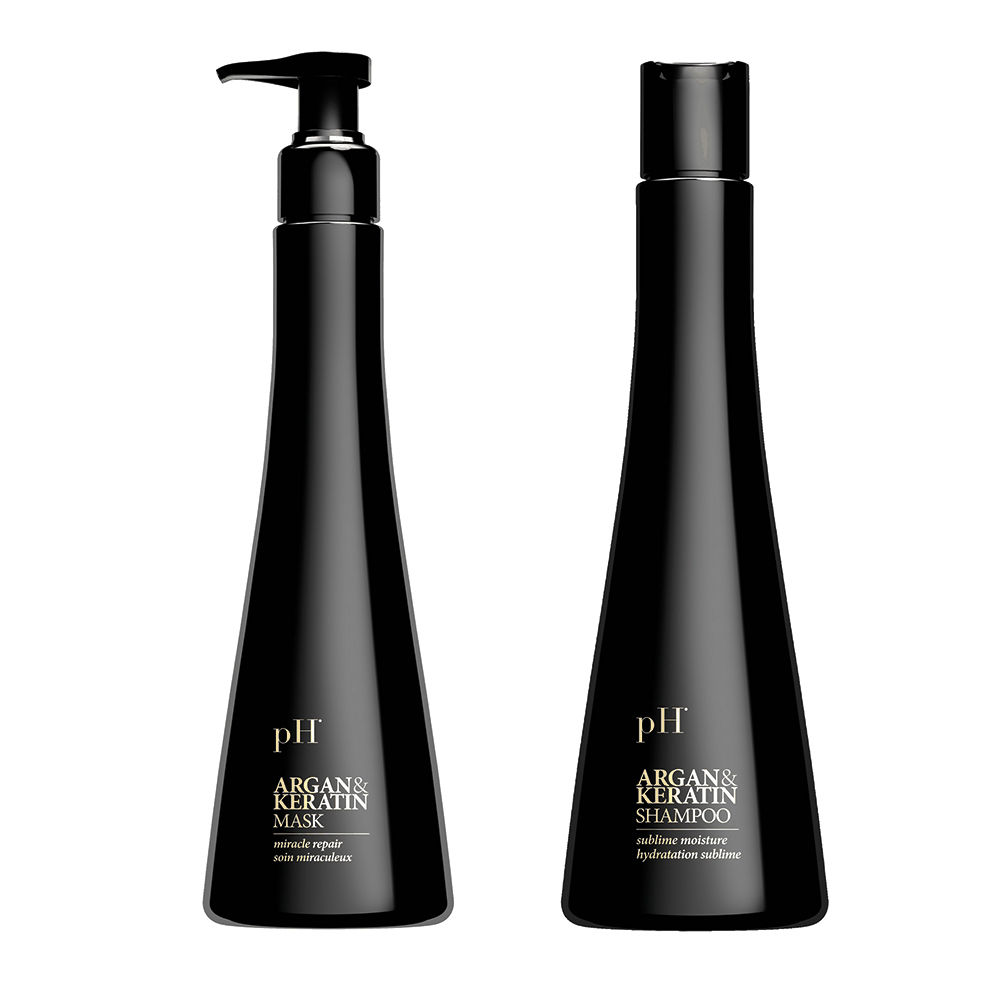 pH
ARGAN&
KERATIN
MASK
miracle repair
soin miraculeux
pH
ARGAN&
KERATIN
SHAMPOO
sublime moisture
hydratation sublime